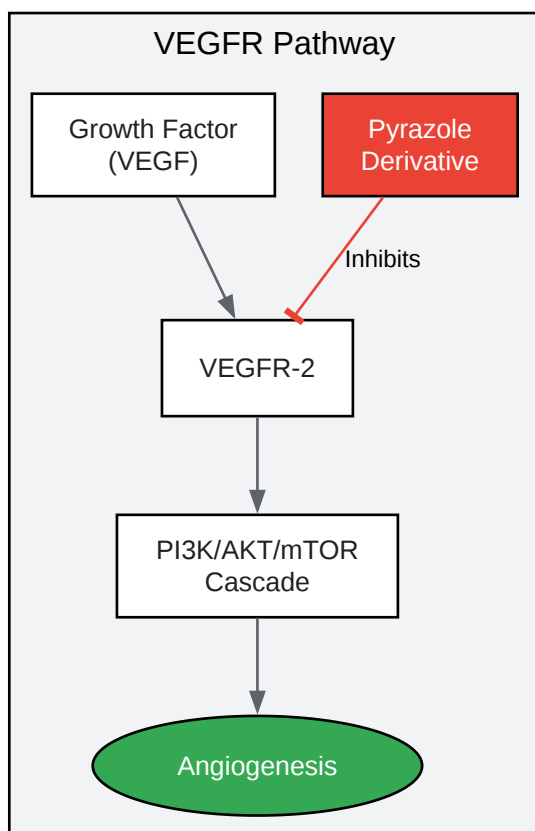 VEGFR Pathway
Growth Factor
(VEGF)
Pyrazole
Derivative
Inhibits
VEGFR-2
PI3K/AKT/mTOR
Cascade
Angiogenesis